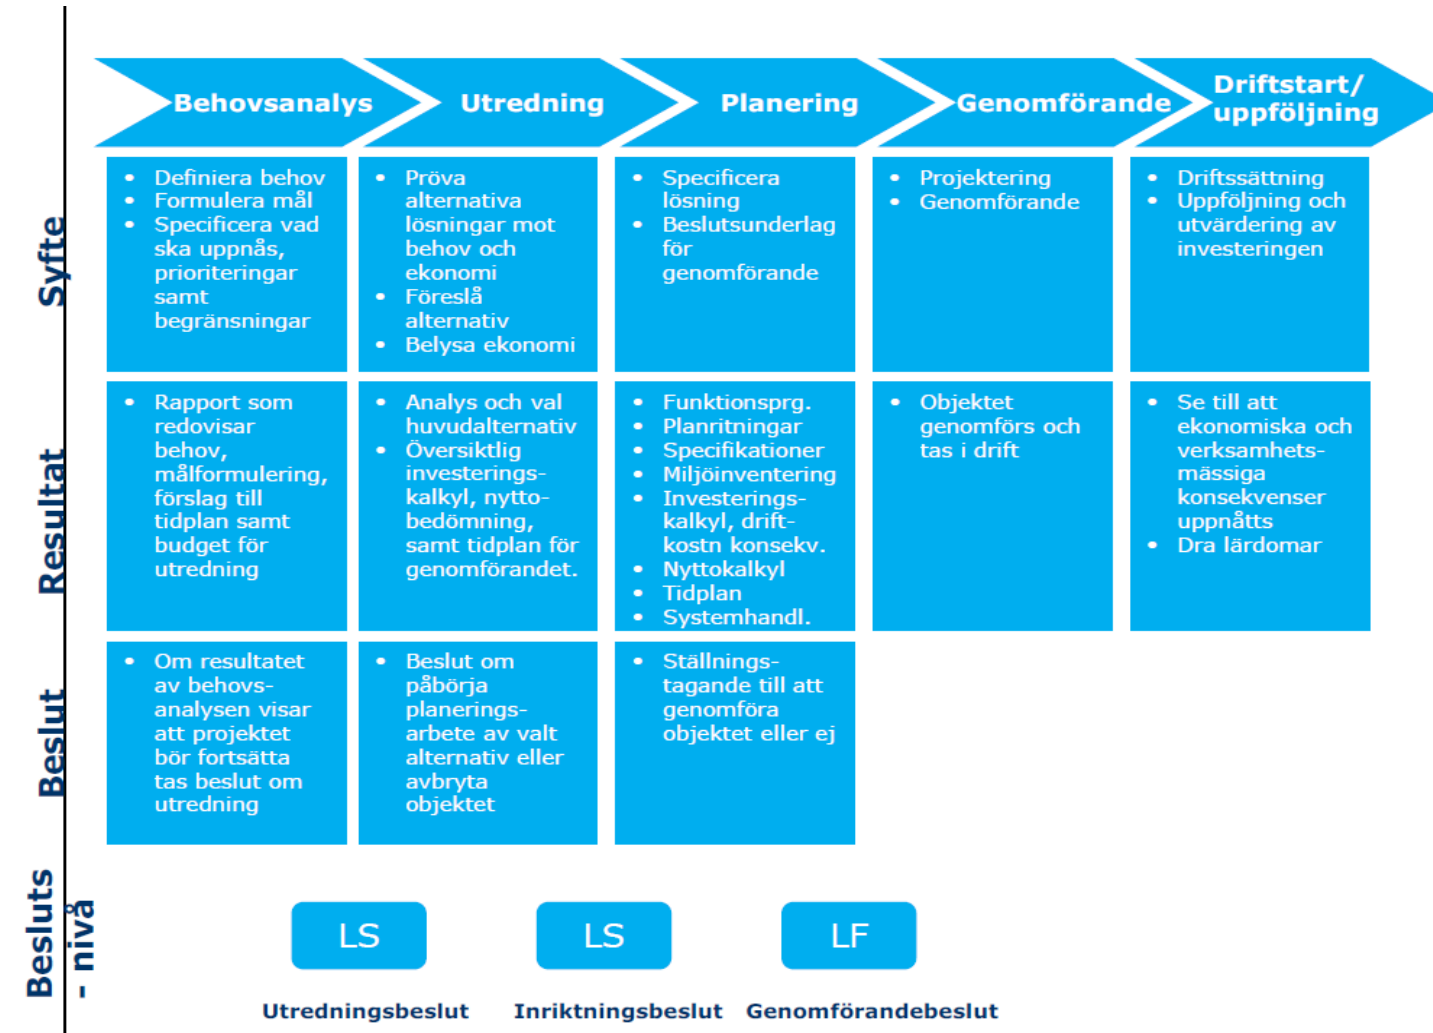 Behovsanalys
Utredning
Planering
Genomförande
Driftstart/
uppföljning
Syfte
• Definiera behov
• Formulera mål
• Specificera vad
ska uppnås,
prioriteringar
samt
begränsningar
• Pröva
alternativa
lösningar mot
behov och
ekonomi
• Föreslå
alternativ
• Belysa ekonomi
• Specificera
lösning
• Beslutsunderlag
för
genomförande
• Projektering
• Genomförande
• Driftssättning
• Uppföljning och
utvärdering av
investeringen
Resultat
• Rapport som
redovisar
behov,
målformulering,
förslag till
tidplan samt
budget för
utredning
• Analys och val
huvudalternativ
• Översiktlig
investerings-
kalkyl, nytto-
bedömning,
samt tidplan för
genomförandet.
• Funktionsprg.
• Planritningar
• Specifikationer
• Miljöinventering
• Investerings-
kalkyl, drift-
kostn konsekv.
• Nyttokalkyl
• Tidplan
• Systemhandl.
• Objektet
genomförs och
tas i drift
• Se till att
ekonomiska och
verksamhets-
mässiga
konsekvenser
uppnåtts
• Dra lärdomar
Beslut
• Om resultatet
av behovs-
analysen visar
att projektet
bör fortsätta
tas beslut om
utredning
• Beslut om
påbörja
planerings-
arbete av valt
alternativ eller
avbryta
objektet
• Ställnings-
tagande till att
genomföra
objektet eller ej
Besluts
- nivå
LS
LS
LF
Utredningsbeslut
Inriktningsbeslut
Genomförandebeslut